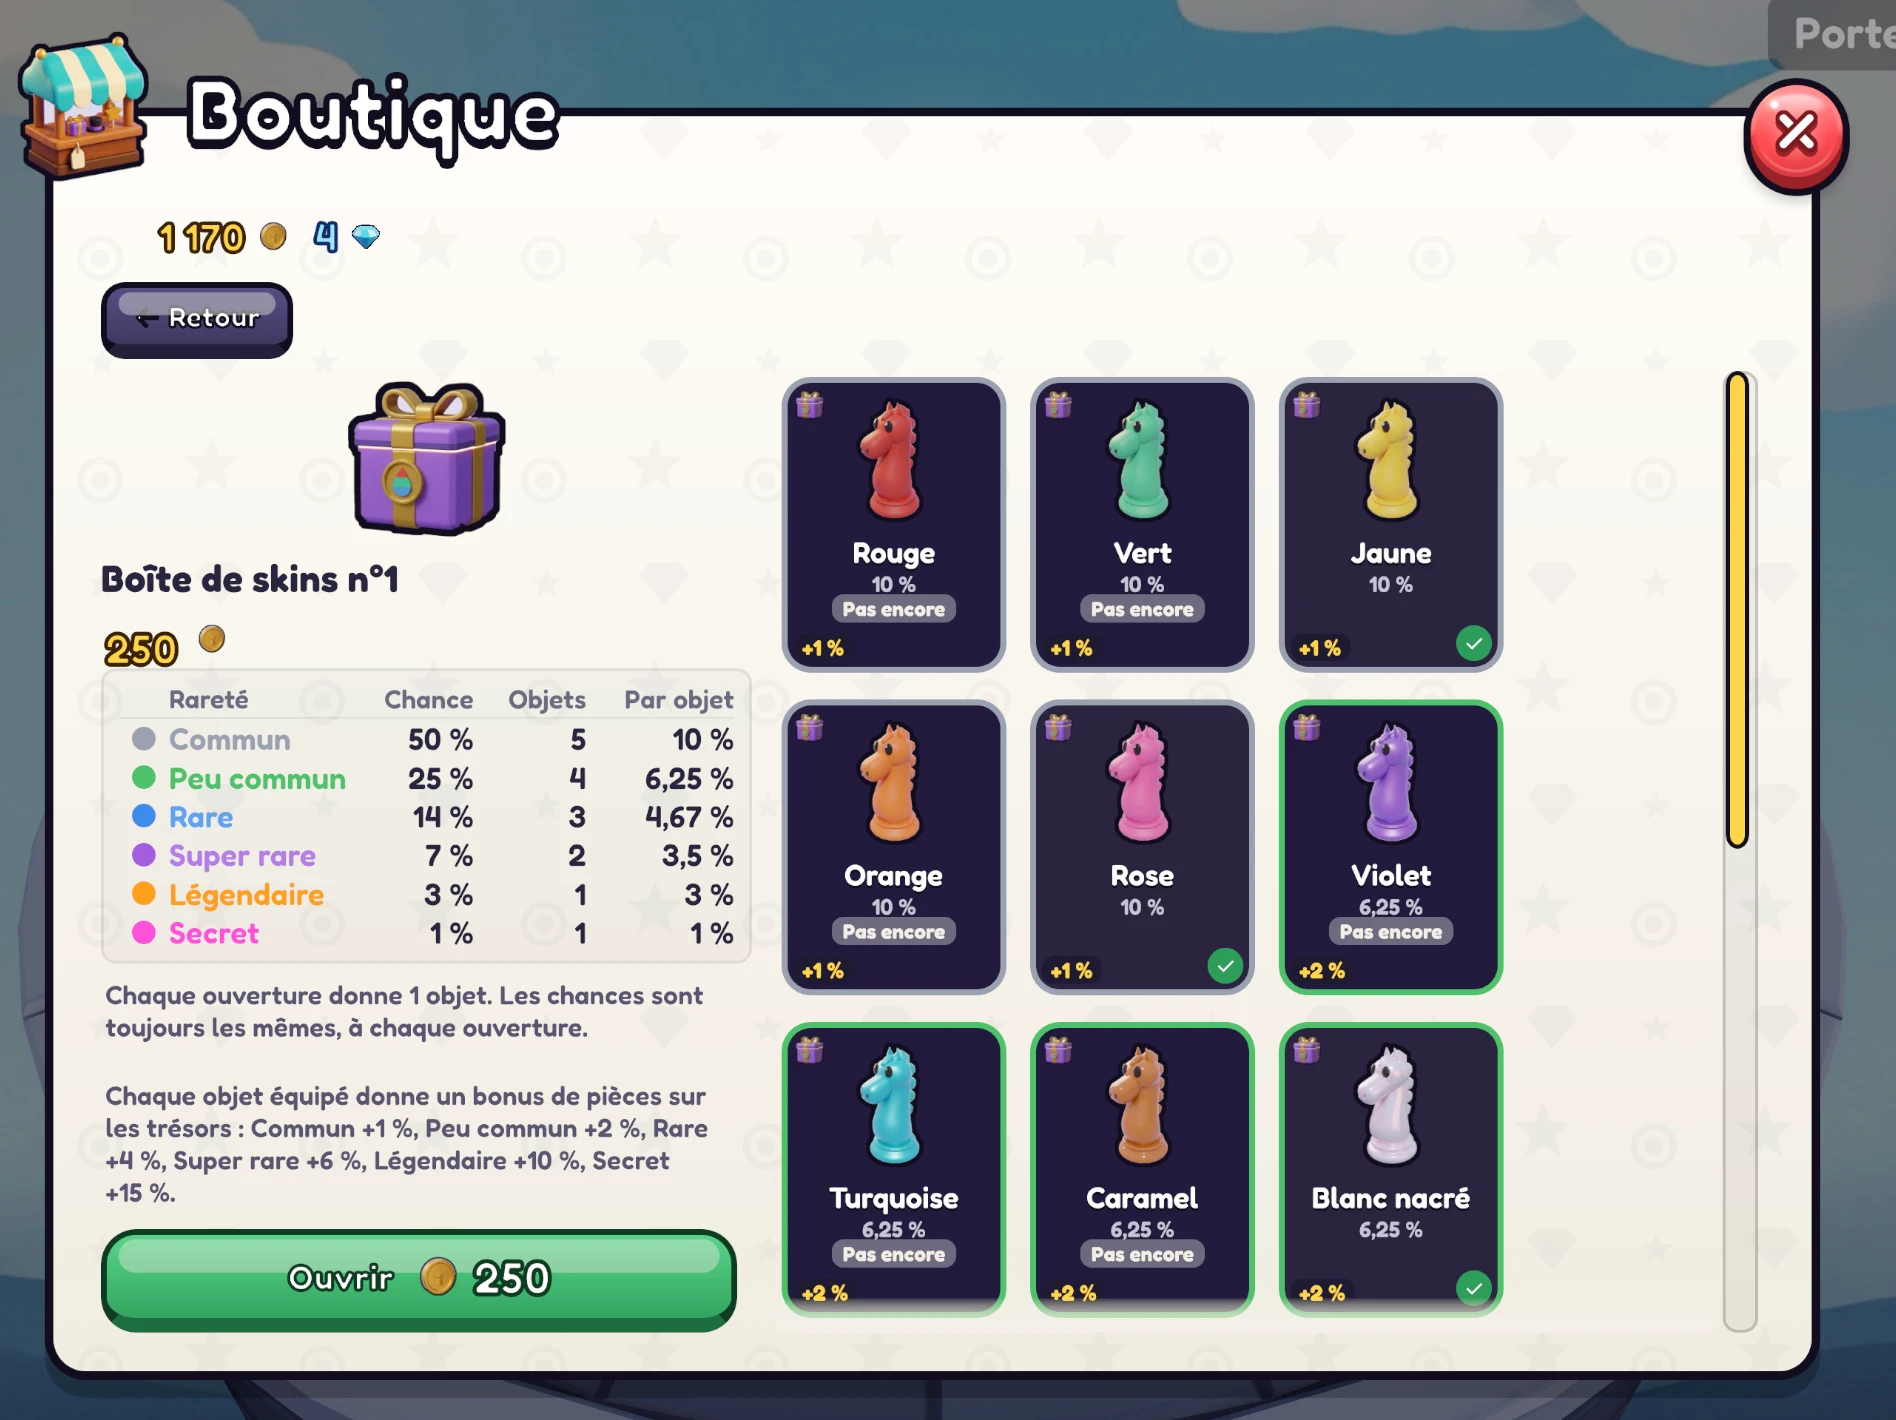 Porte
Boutique
1 170
4
← Retour
Boîte de skins n°1
250
Rareté Chance Objets Par objet
Commun 50 % 5 10 %
Peu commun 25 % 4 6,25 %
Rare 14 % 3 4,67 %
Super rare 7 % 2 3,5 %
Légendaire 3 % 1 3 %
Secret 1 % 1 1 %
Chaque ouverture donne 1 objet. Les chances sont
toujours les mêmes, à chaque ouverture.
Chaque objet équipé donne un bonus de pièces sur
les trésors : Commun +1 %, Peu commun +2 %, Rare
+4 %, Super rare +6 %, Légendaire +10 %, Secret
+15 %.
Ouvrir 250
Rouge
10 %
Pas encore
+1 %
Vert
10 %
Pas encore
+1 %
Jaune
10 %
+1 %
Orange
10 %
Pas encore
+1 %
Rose
10 %
+1 %
Violet
6,25 %
Pas encore
+2 %
Turquoise
6,25 %
Pas encore
+2 %
Caramel
6,25 %
Pas encore
+2 %
Blanc nacré
6,25 %
+2 %